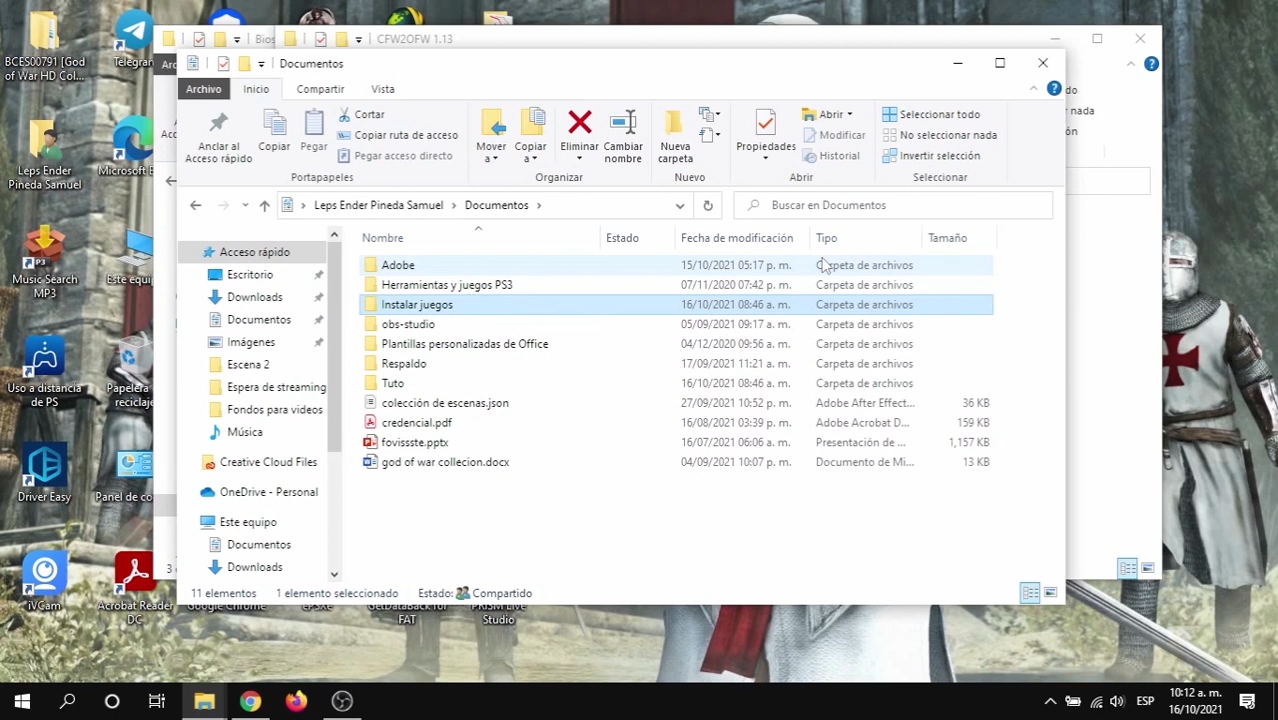 BCES00791 [God
of War HD Col...
Telegram
Bios
CFW2OFW 1.13
Documentos
Archivo
Inicio
Compartir
Vista
Cortar
Copiar ruta de acceso
Pegar acceso directo
Anclar al
Acceso rápido
Copiar
Pegar
Portapapeles
Mover
a
Copiar
a
Eliminar
Cambiar
nombre
Organizar
Nueva
carpeta
Nuevo
Propiedades
Abrir
Modificar
Historial
Abrir
Seleccionar todo
No seleccionar nada
Invertir selección
Seleccionar
Leps Ender
Pineda Samuel
Leps Ender Pineda Samuel > Documentos >
Buscar en Documentos
Nombre
Estado
Fecha de modificación
Tipo
Tamaño
Acceso rápido
Escritorio
Downloads
Documentos
Imágenes
Escena 2
Espera de streaming
Fondos para videos
Música
Creative Cloud Files
OneDrive - Personal
Este equipo
Documentos
Downloads
Adobe 15/10/2021 05:17 p. m. Carpeta de archivos
Herramientas y juegos PS3 07/11/2020 07:42 p. m. Carpeta de archivos
Instalar juegos 16/10/2021 08:46 a. m. Carpeta de archivos
obs-studio 05/09/2021 09:17 a. m. Carpeta de archivos
Plantillas personalizadas de Office 04/12/2020 09:56 a. m. Carpeta de archivos
Respaldo 17/09/2021 11:21 a. m. Carpeta de archivos
Tuto 16/10/2021 08:46 a. m. Carpeta de archivos
colección de escenas.json 27/09/2021 10:52 p. m. Adobe After Effect... 36 KB
credencial.pdf 16/08/2021 03:39 p. m. Adobe Acrobat D... 159 KB
fovissste.pptx 16/07/2021 06:06 a. m. Presentación de ... 1,157 KB
god of war collecion.docx 04/09/2021 10:07 p. m. Documento de Mi... 13 KB
11 elementos
1 elemento seleccionado
Estado:
Compartido
Music Search
MP3
Uso a distancia
de PS
Papelera
reciclaje
Driver Easy
Panel de co
iVCam
Acrobat Reader
DC
Google Chrome
ePSXe
GetDataBack for
FAT
PRISM Live
Studio
ESP
10:12 a. m.
16/10/2021